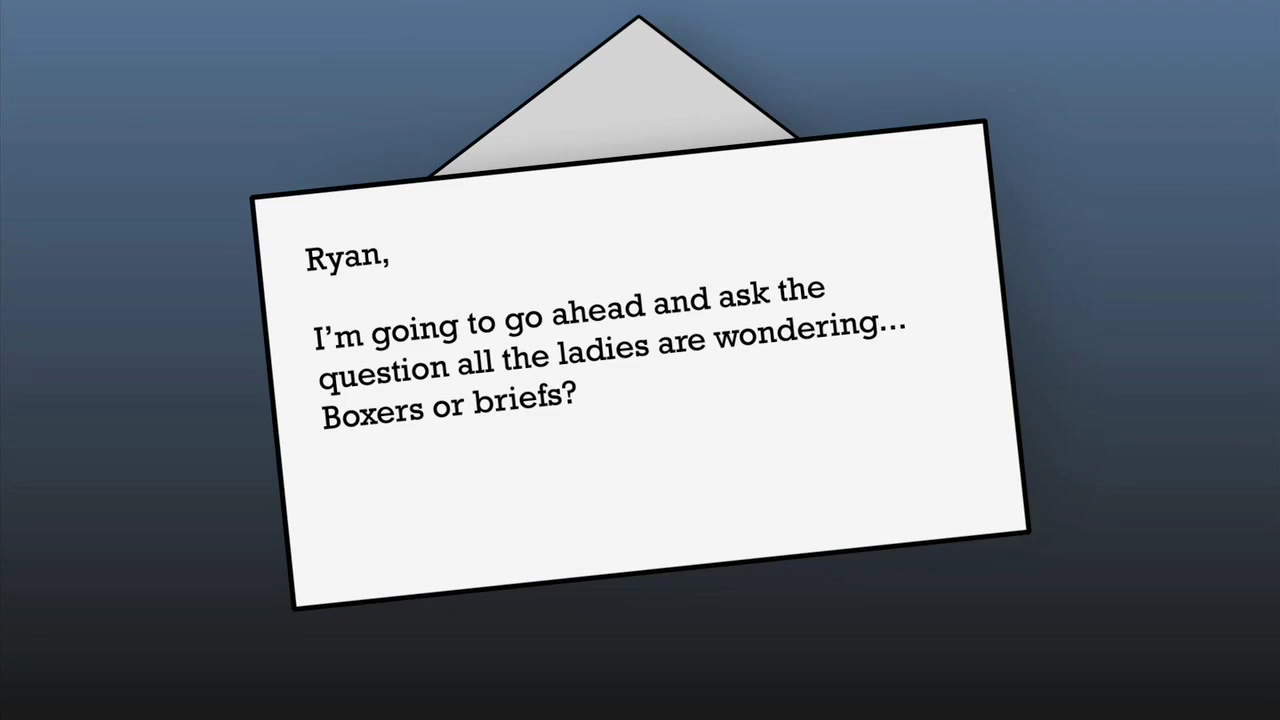 Ryan,
I’m going to go ahead and ask the
question all the ladies are wondering...
Boxers or briefs?